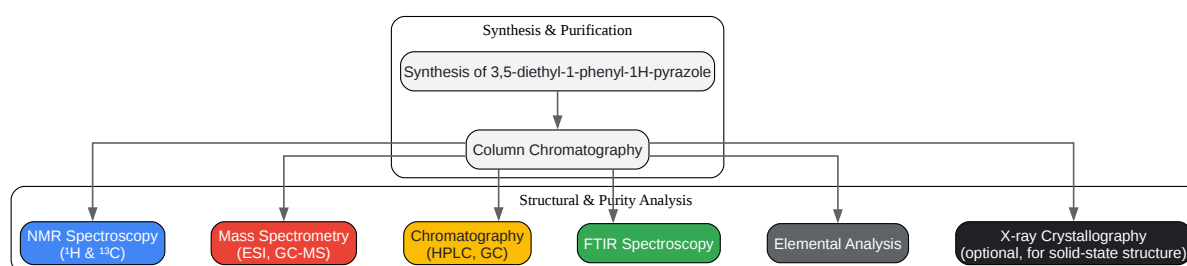 Synthesis & Purification
Synthesis of 3,5-diethyl-1-phenyl-1H-pyrazole
Column Chromatography
Structural & Purity Analysis
NMR Spectroscopy
(¹H & ¹³C)
Mass Spectrometry
(ESI, GC-MS)
Chromatography
(HPLC, GC)
FTIR Spectroscopy
Elemental Analysis
X-ray Crystallography
(optional, for solid-state structure)